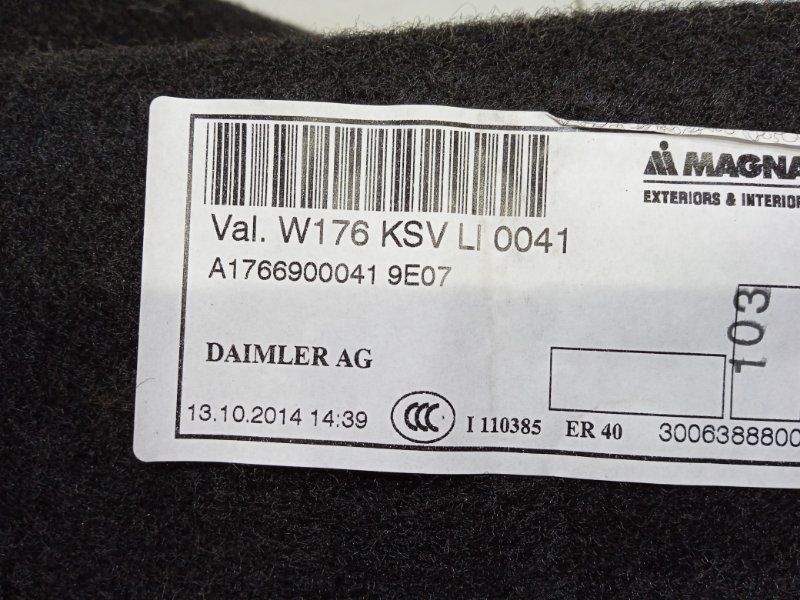 MAGNA
EXTERIORS & INTERIOR
Val. W176 KSV LI 0041
A1766900041 9E07
DAIMLER AG
103
13.10.2014 14:39 CCC I 110385 ER 40 3006388800